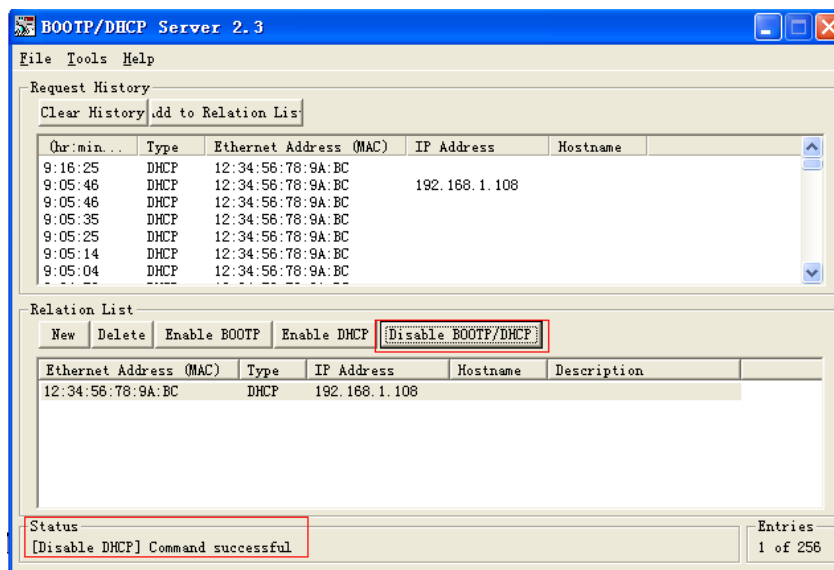 BOOTP/DHCP Server 2.3
File Tools Help
Request History
Clear History dd to Relation Lis
(hr:min... Type Ethernet Address (MAC) IP Address Hostname
9:16:25 DHCP 12:34:56:78:9A:BC
9:05:46 DHCP 12:34:56:78:9A:BC 192.168.1.108
9:05:46 DHCP 12:34:56:78:9A:BC
9:05:35 DHCP 12:34:56:78:9A:BC
9:05:25 DHCP 12:34:56:78:9A:BC
9:05:14 DHCP 12:34:56:78:9A:BC
9:05:04 DHCP 12:34:56:78:9A:BC
Relation List
New Delete Enable BOOTP Enable DHCP Disable BOOTP/DHCP
Ethernet Address (MAC) Type IP Address Hostname Description
12:34:56:78:9A:BC DHCP 192.168.1.108
Status
[Disable DHCP] Command successful
Entries
1 of 256